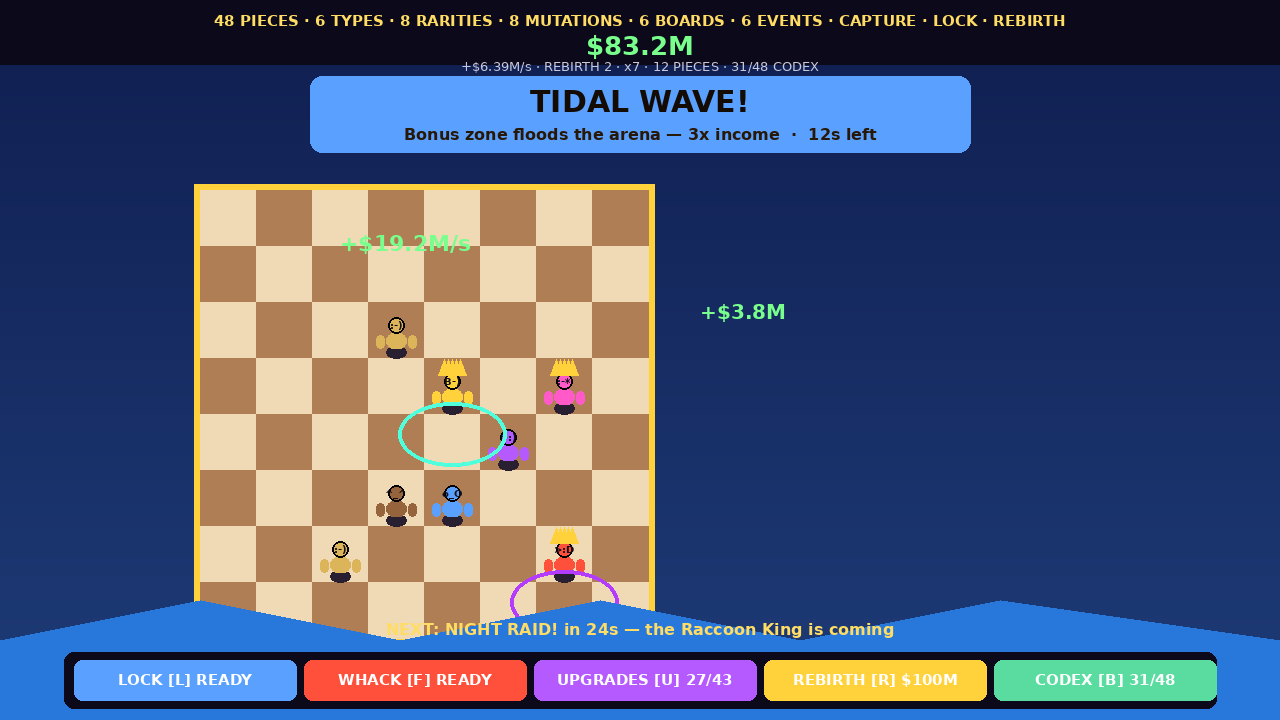 48 PIECES · 6 TYPES · 8 RARITIES · 8 MUTATIONS · 6 BOARDS · 6 EVENTS · CAPTURE · LOCK · REBIRTH
$83.2M
+$6.39M/s · REBIRTH 2 · x7 · 12 PIECES · 31/48 CODEX
TIDAL WAVE!
Bonus zone floods the arena — 3x income · 12s left
+$19.2M/s
+$3.8M
NEXT: NIGHT RAID! in 24s — the Raccoon King is coming
LOCK [L] READY
WHACK [F] READY
UPGRADES [U] 27/43
REBIRTH [R] $100M
CODEX [B] 31/48